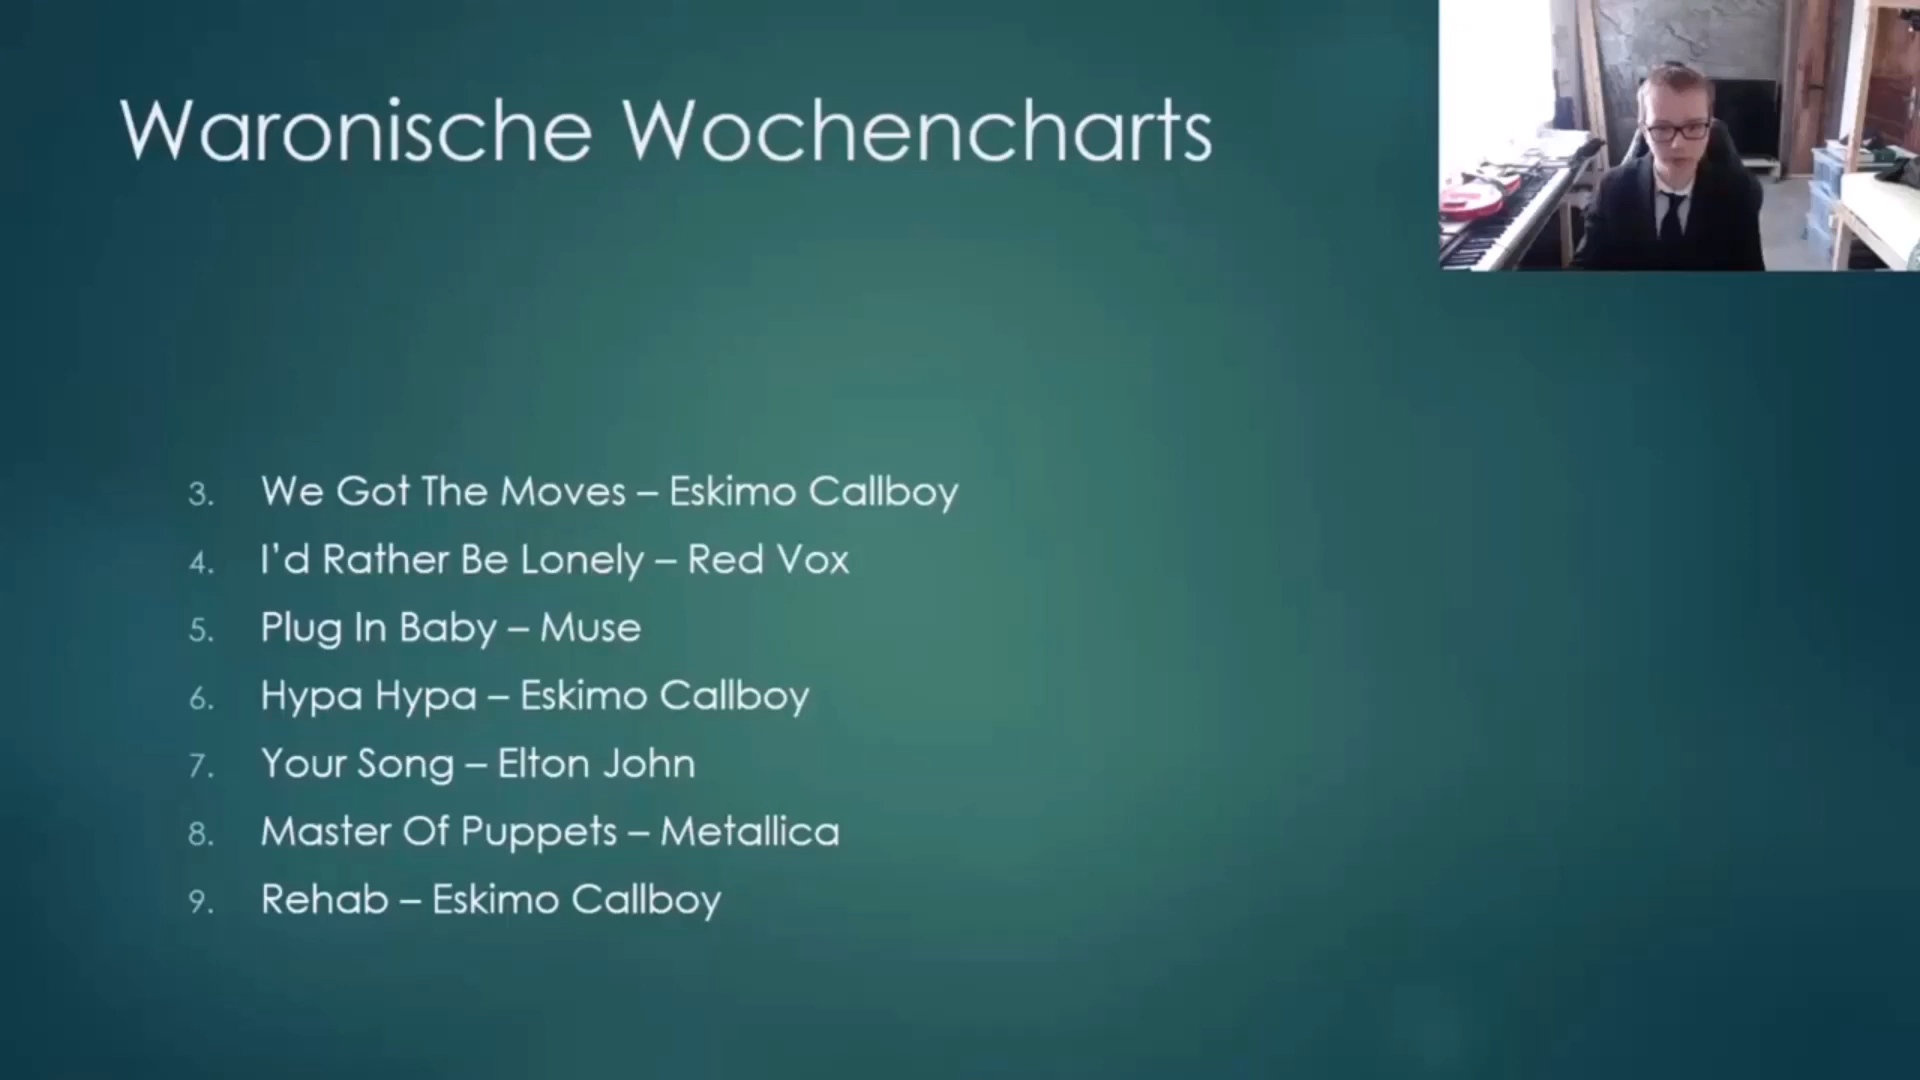 Waronische Wochencharts
3. We Got The Moves – Eskimo Callboy
4. I'd Rather Be Lonely – Red Vox
5. Plug In Baby – Muse
6. Hypa Hypa – Eskimo Callboy
7. Your Song – Elton John
8. Master Of Puppets – Metallica
9. Rehab – Eskimo Callboy